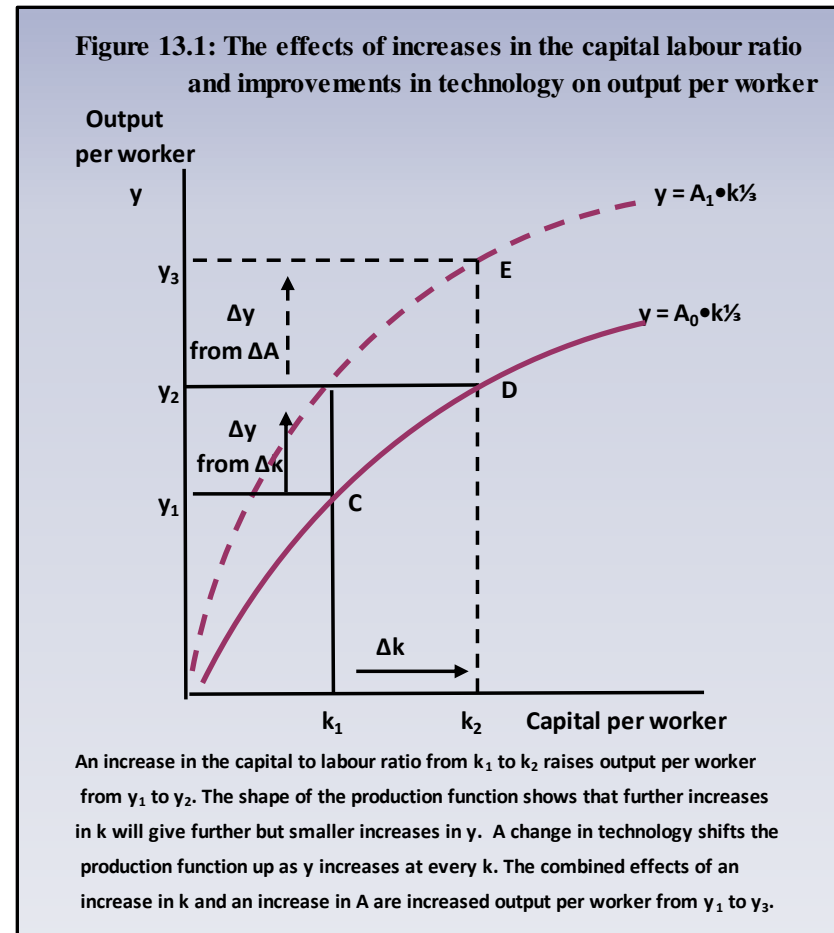 Figure 13.1: The effects of increases in the capital labour ratio
and improvements in technology on output per worker
Output
per worker
y
y = A₁•k⅓
y₃
E
Δy
from ΔA
y = A₀•k⅓
y₂
D
Δy
from Δk
y₁
C
Δk
k₁
k₂
Capital per worker
An increase in the capital to labour ratio from k₁ to k₂ raises output per worker
from y₁ to y₂. The shape of the production function shows that further increases
in k will give further but smaller increases in y. A change in technology shifts the
production function up as y increases at every k. The combined effects of an
increase in k and an increase in A are increased output per worker from y₁ to y₃.